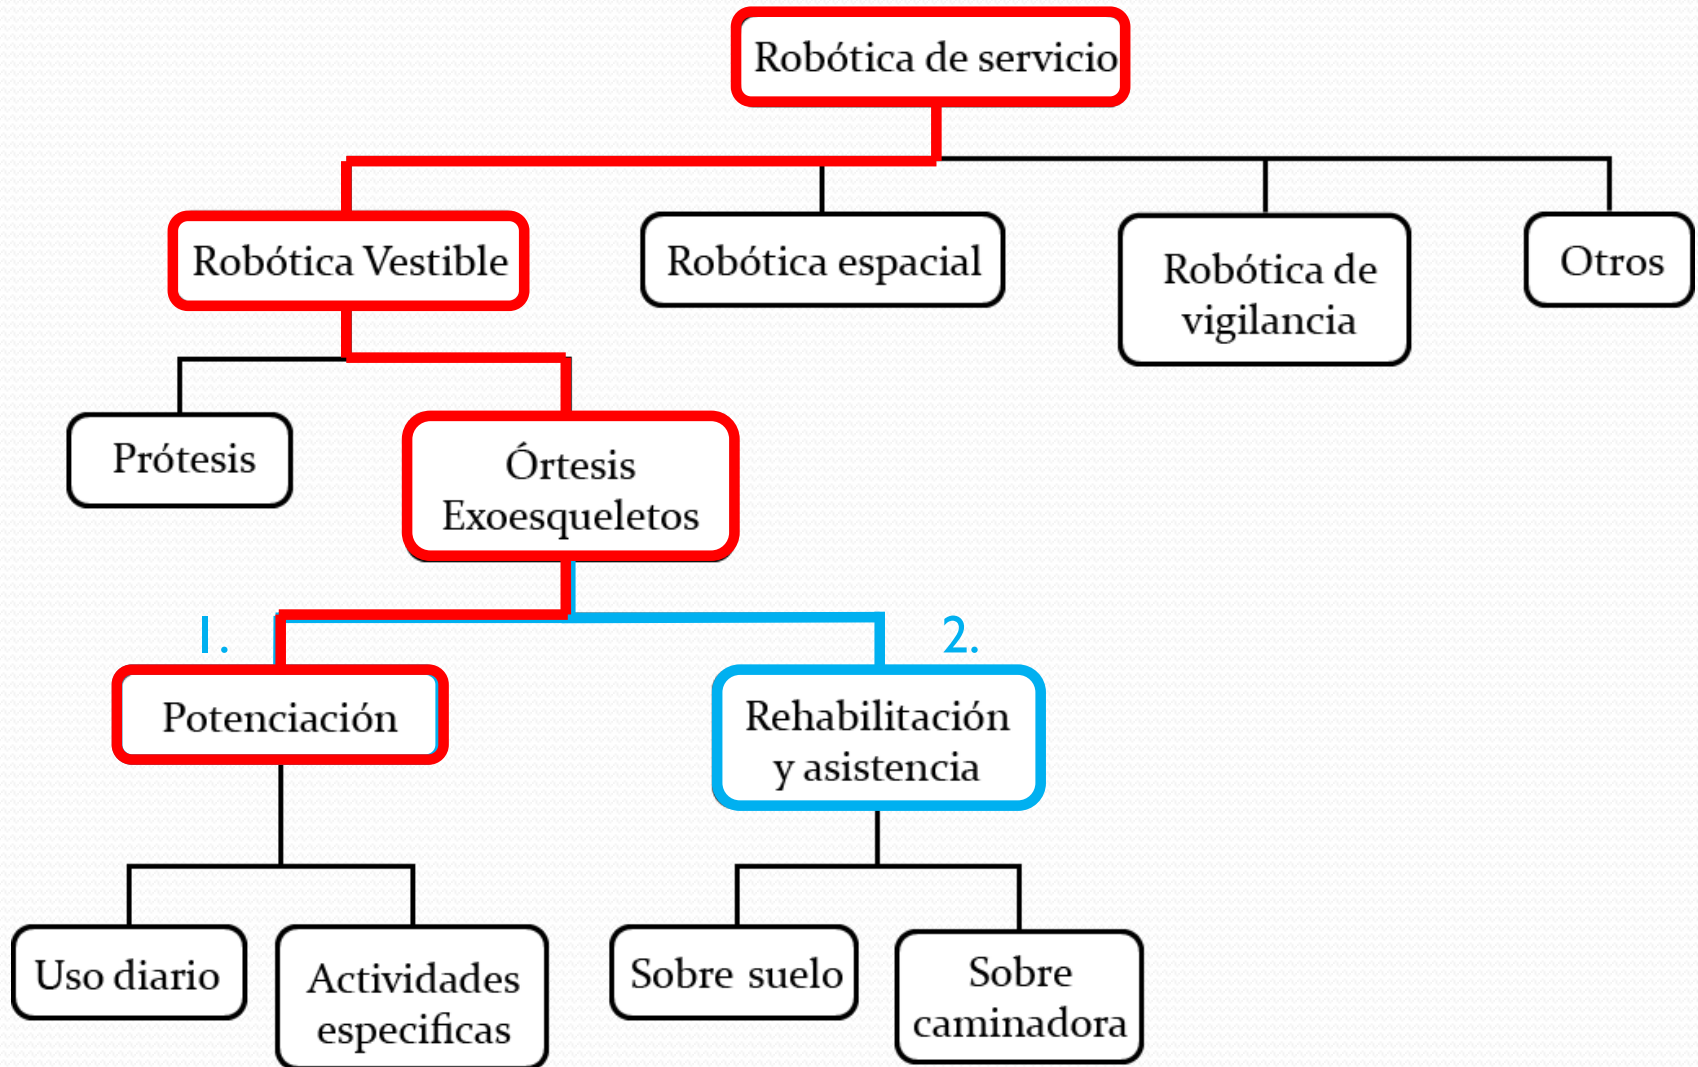 Robótica de servicio
Robótica Vestible
Robótica espacial
Robótica de
vigilancia
Otros
Prótesis
Órtesis
Exoesqueletos
1.
2.
Potenciación
Rehabilitación
y asistencia
Uso diario
Actividades
especificas
Sobre suelo
Sobre
caminadora